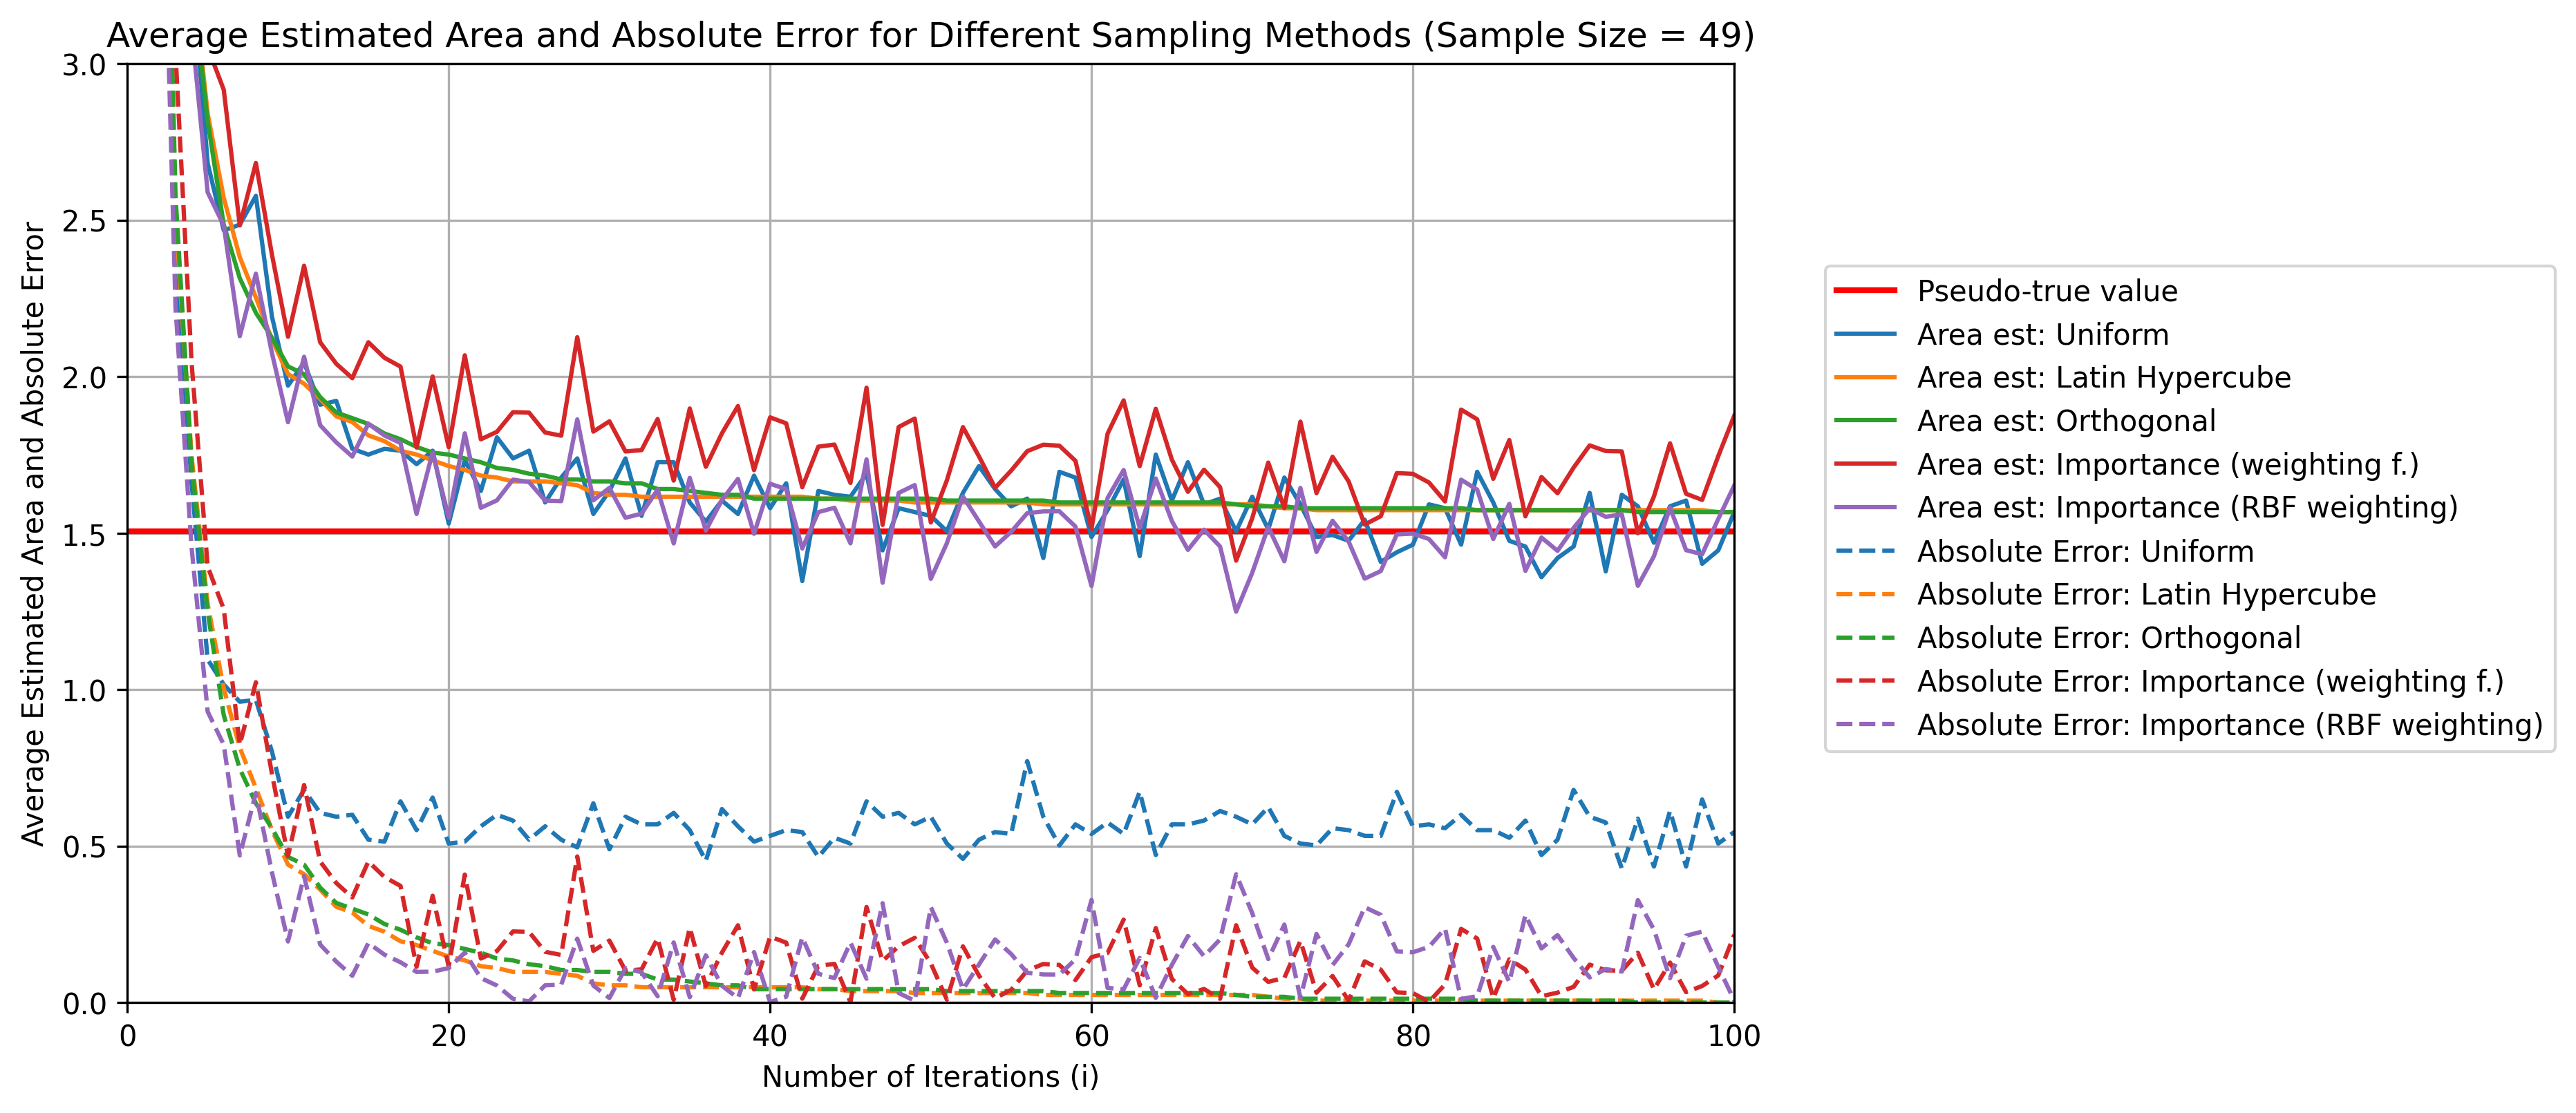 Average Estimated Area and Absolute Error for Different Sampling Methods (Sample Size = 49)
Average Estimated Area and Absolute Error
3.0
2.5
2.0
1.5
1.0
0.5
0.0
0 20 40 60 80 100
Number of Iterations (i)
Pseudo-true value
Area est: Uniform
Area est: Latin Hypercube
Area est: Orthogonal
Area est: Importance (weighting f.)
Area est: Importance (RBF weighting)
Absolute Error: Uniform
Absolute Error: Latin Hypercube
Absolute Error: Orthogonal
Absolute Error: Importance (weighting f.)
Absolute Error: Importance (RBF weighting)